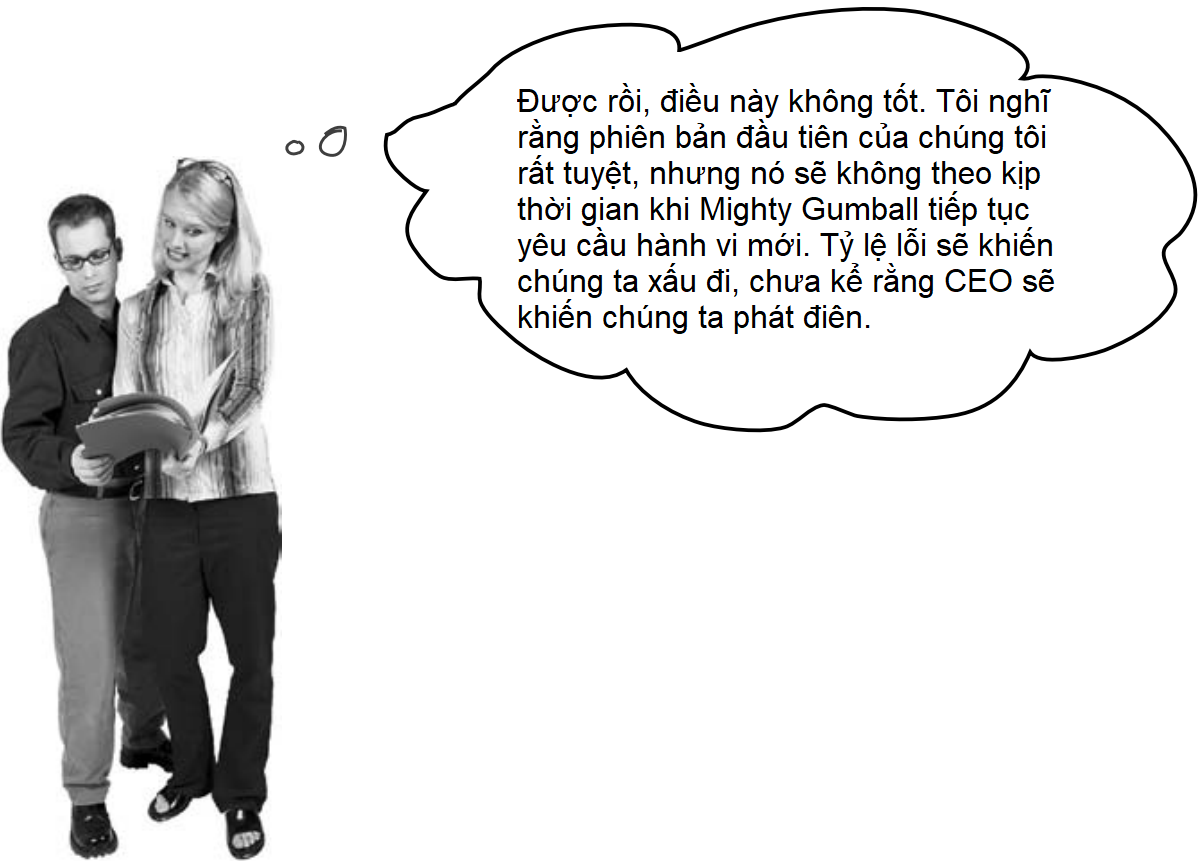 Được rồi, điều này không tốt. Tôi nghĩ
rằng phiên bản đầu tiên của chúng tôi
rất tuyệt, nhưng nó sẽ không theo kịp
thời gian khi Mighty Gumball tiếp tục
yêu cầu hành vi mới. Tỷ lệ lỗi sẽ khiến
chúng ta xấu đi, chưa kể rằng CEO sẽ
khiến chúng ta phát điên.